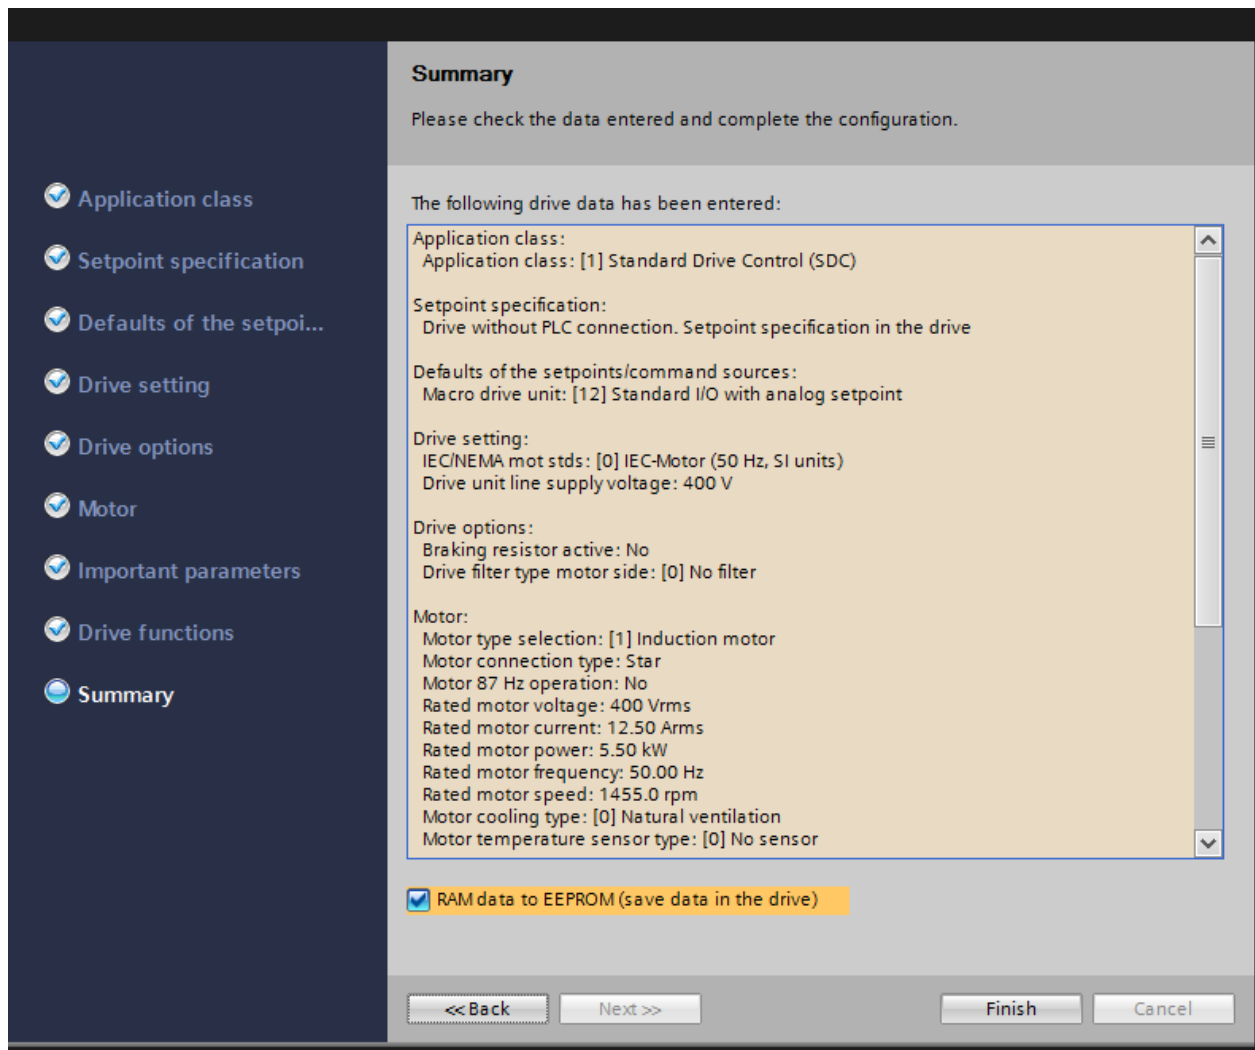 Summary
Please check the data entered and complete the configuration.
Application class
Setpoint specification
Defaults of the setpoi...
Drive setting
Drive options
Motor
Important parameters
Drive functions
Summary
The following drive data has been entered:
Application class:
Application class: [1] Standard Drive Control (SDC)
Setpoint specification:
Drive without PLC connection. Setpoint specification in the drive
Defaults of the setpoints/command sources:
Macro drive unit: [12] Standard I/O with analog setpoint
Drive setting:
IEC/NEMA mot stds: [0] IEC-Motor (50 Hz, SI units)
Drive unit line supply voltage: 400 V
Drive options:
Braking resistor active: No
Drive filter type motor side: [0] No filter
Motor:
Motor type selection: [1] Induction motor
Motor connection type: Star
Motor 87 Hz operation: No
Rated motor voltage: 400 Vrms
Rated motor current: 12.50 Arms
Rated motor power: 5.50 kW
Rated motor frequency: 50.00 Hz
Rated motor speed: 1455.0 rpm
Motor cooling type: [0] Natural ventilation
Motor temperature sensor type: [0] No sensor
RAM data to EEPROM (save data in the drive)
<< Back
Next >>
Finish
Cancel